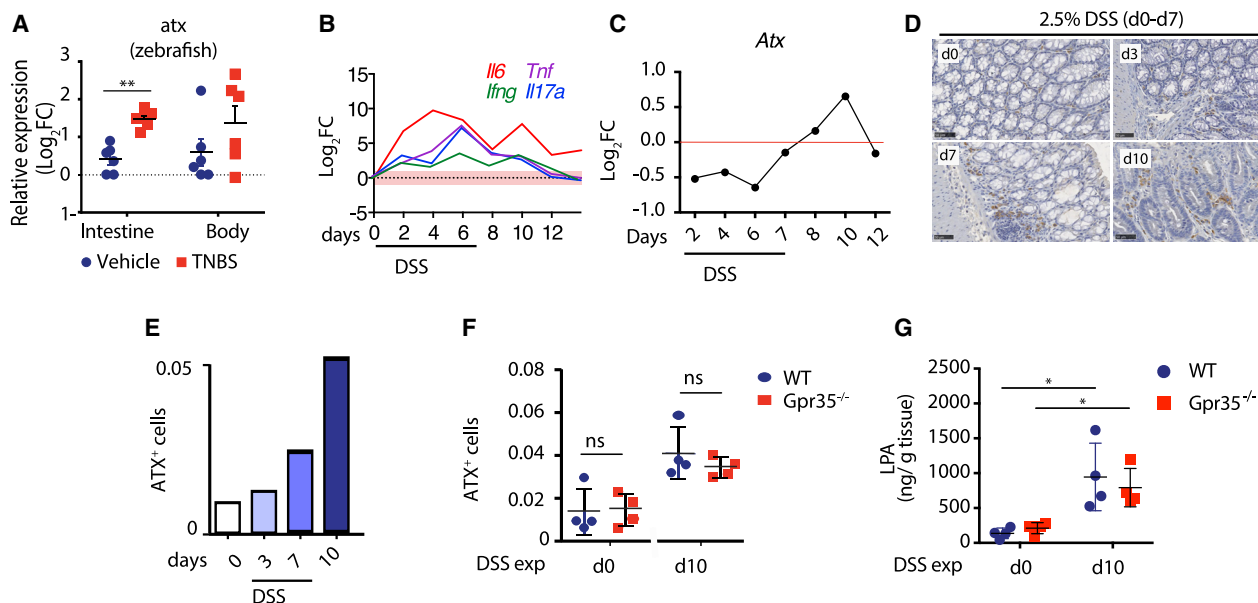 A
atx
(zebrafish)
Relative expression
(Log2FC)
3
2
1
0
1-
**
Intestine
Body
Vehicle
TNBS
B
Il6
Tnf
Ifng
Il17a
Log2FC
15
10
5
0
-5
days
0
2
4
6
8
10
12
DSS
C
Atx
Log2FC
1.0
0.5
0.0
-0.5
-1.0
Days
2
4
6
7
8
10
12
DSS
D
2.5% DSS (d0-d7)
d0
d3
d7
d10
E
ATX+ cells
0.05
0
days
0
3
7
10
DSS
F
ATX+ cells
0.08
0.06
0.04
0.02
0
ns
ns
WT
Gpr35-/-
DSS exp
d0
d10
G
LPA
(ng/ g tissue)
2500
2000
1500
1000
500
0
*
*
WT
Gpr35-/-
DSS exp
d0
d10